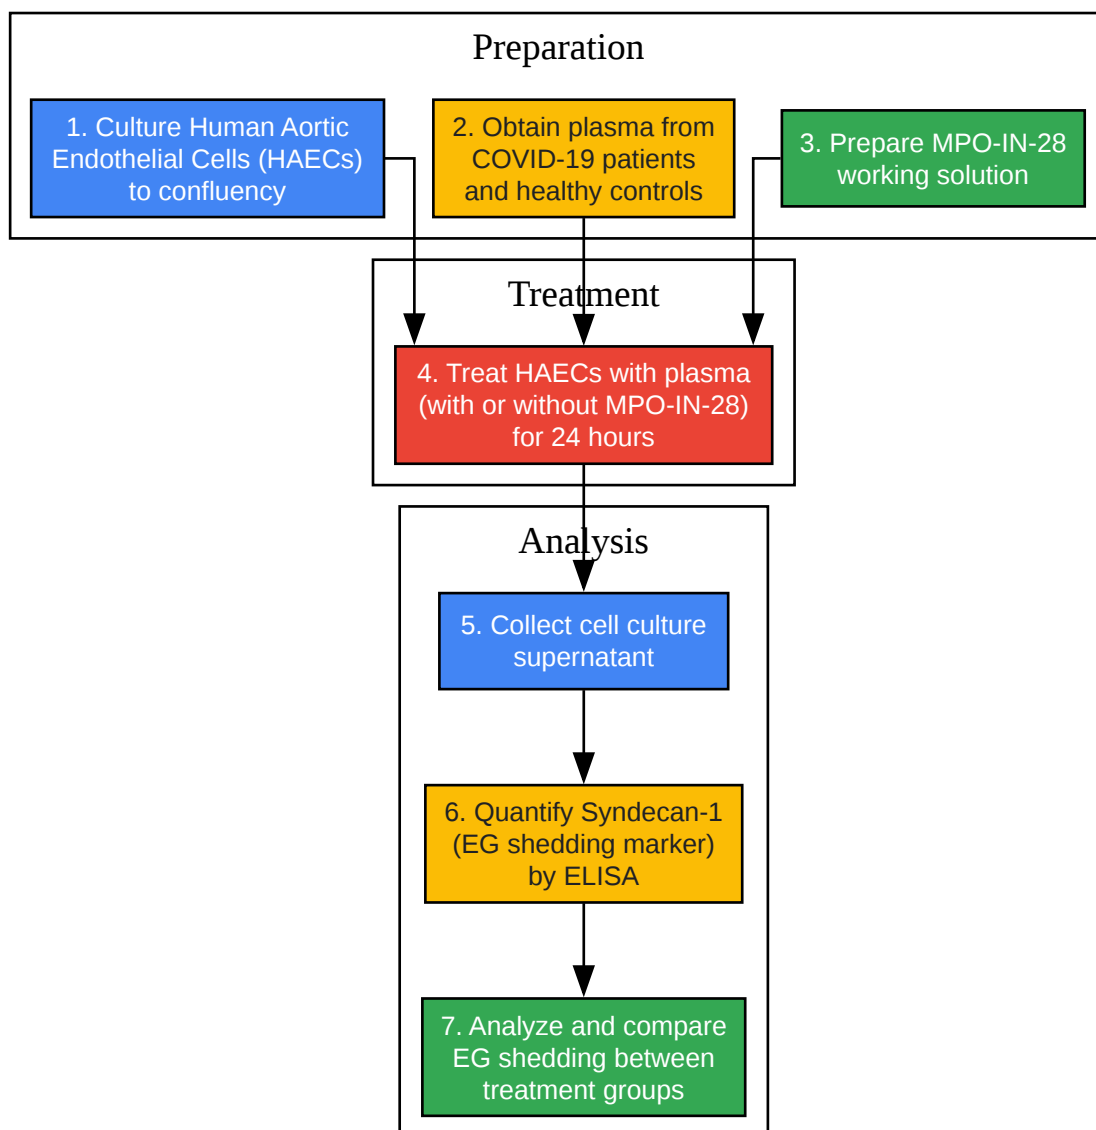 Preparation
1. Culture Human Aortic
Endothelial Cells (HAECs)
to confluency
2. Obtain plasma from
COVID-19 patients
and healthy controls
3. Prepare MPO-IN-28
working solution
Treatment
4. Treat HAECs with plasma
(with or without MPO-IN-28)
for 24 hours
Analysis
5. Collect cell culture
supernatant
6. Quantify Syndecan-1
(EG shedding marker)
by ELISA
7. Analyze and compare
EG shedding between
treatment groups